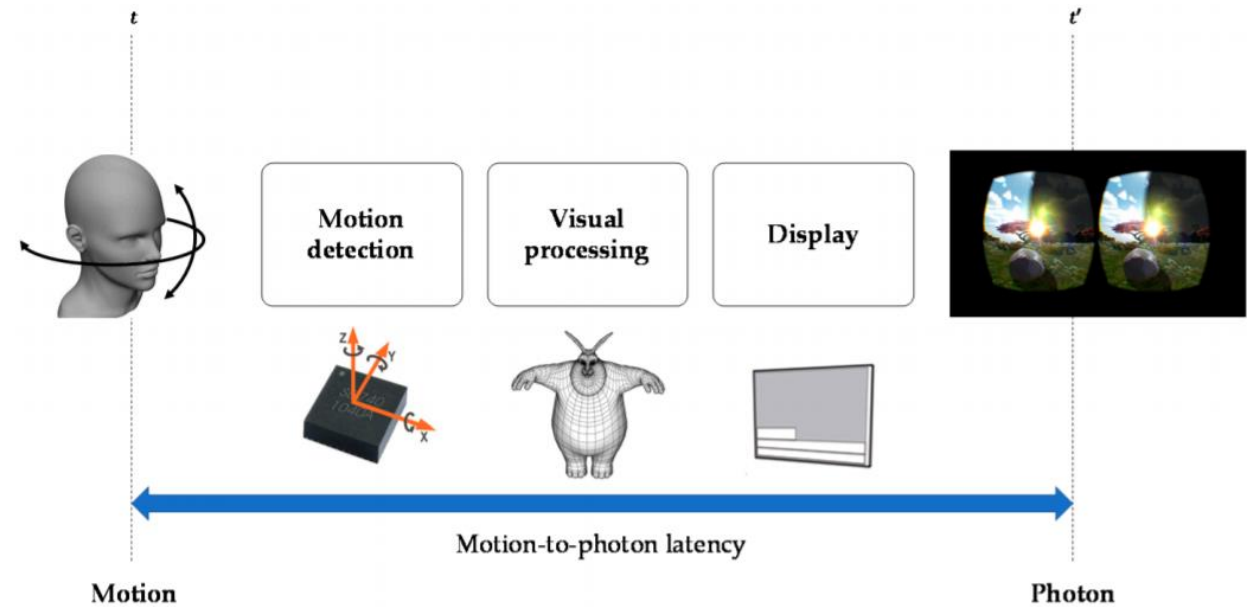 t
t′
Motion
detection
Visual
processing
Display
Z
Y
X
Motion-to-photon latency
Motion
Photon